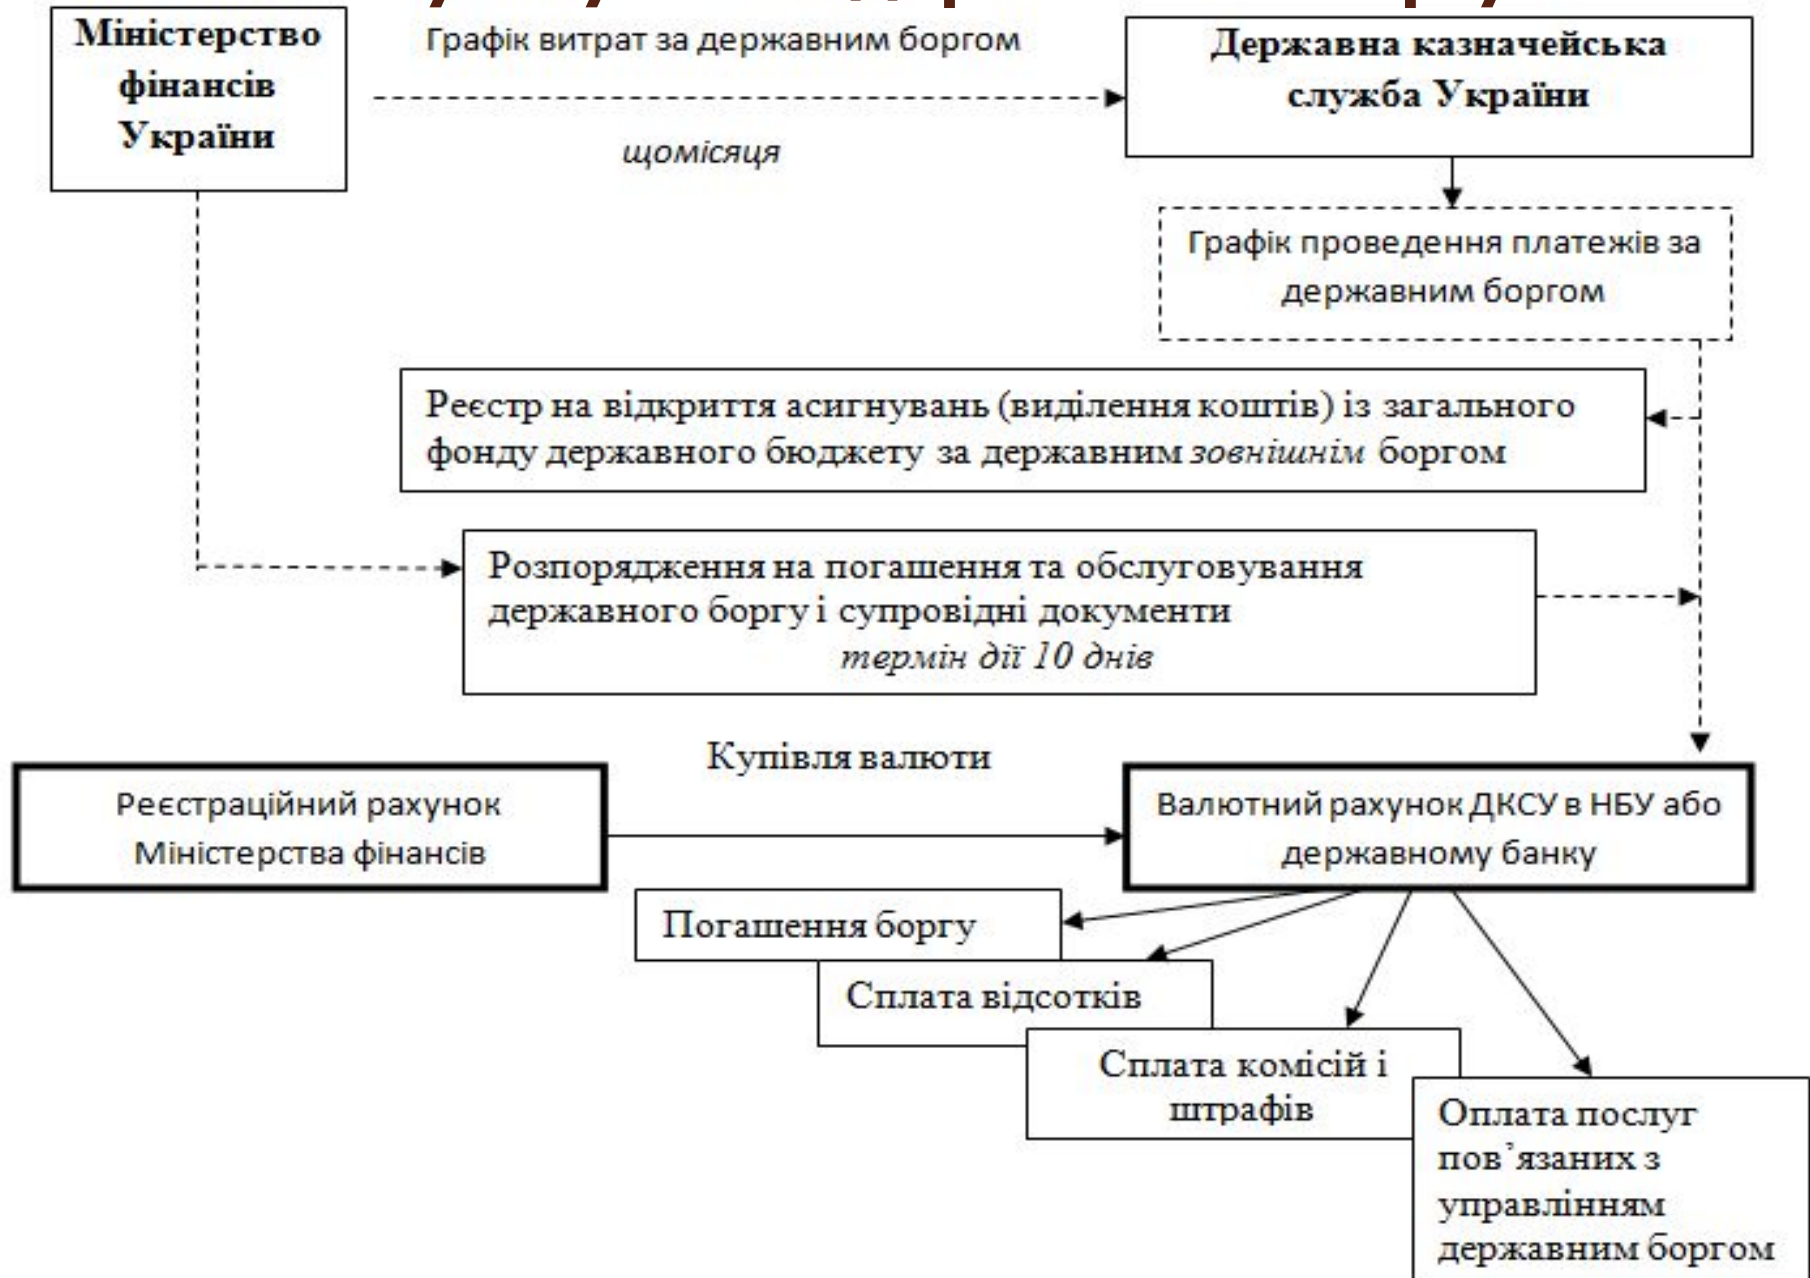 Міністерство
фінансів
України
Графік витрат за державним боргом
щомісяця
Державна казначейська
служба України
Графік проведення платежів за
державним боргом
Реєстр на відкриття асигнувань (виділення коштів) із загального
фонду державного бюджету за державним зовнішнім боргом
Розпорядження на погашення та обслуговування
державного боргу і супровідні документи
термін дії 10 днів
Купівля валюти
Реєстраційний рахунок
Міністерства фінансів
Валютний рахунок ДКСУ в НБУ або
державному банку
Погашення боргу
Сплата відсотків
Сплата комісій і
штрафів
Оплата послуг
пов’язаних з
управлінням
державним боргом